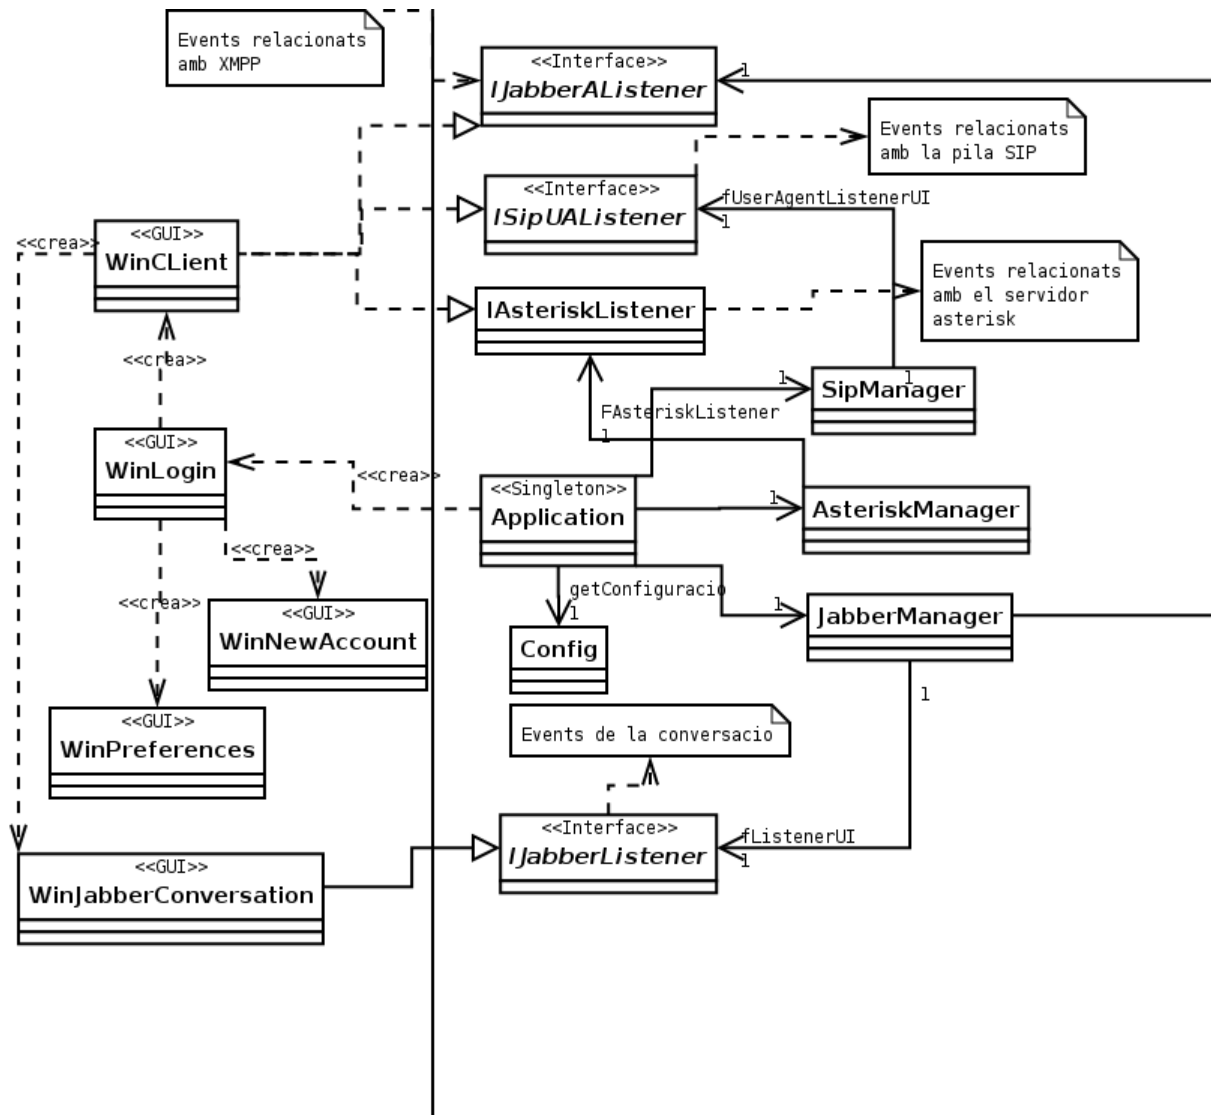 Events relacionats
amb XMPP
<<Interface>>
IJabberAListener
1
Events relacionats
amb la pila SIP
<<Interface>>
ISipUAListener
fUserAgentListenerUI
1
<<crea>>
<<GUI>>
WinCLient
Events relacionats
amb el servidor
asterisk
IAsteriskListener
<<crea>>
1
1
SipManager
FAsteriskListener
1
<<GUI>>
WinLogin
<<crea>>
<<Singleton>>
Application
1
AsteriskManager
<<crea>>
getConfiguracio
1
<<crea>>
1
JabberManager
<<GUI>>
WinNewAccount
Config
1
<<GUI>>
WinPreferences
Events de la conversacio
<<Interface>>
IJabberListener
fListenerUI
1
<<GUI>>
WinJabberConversation